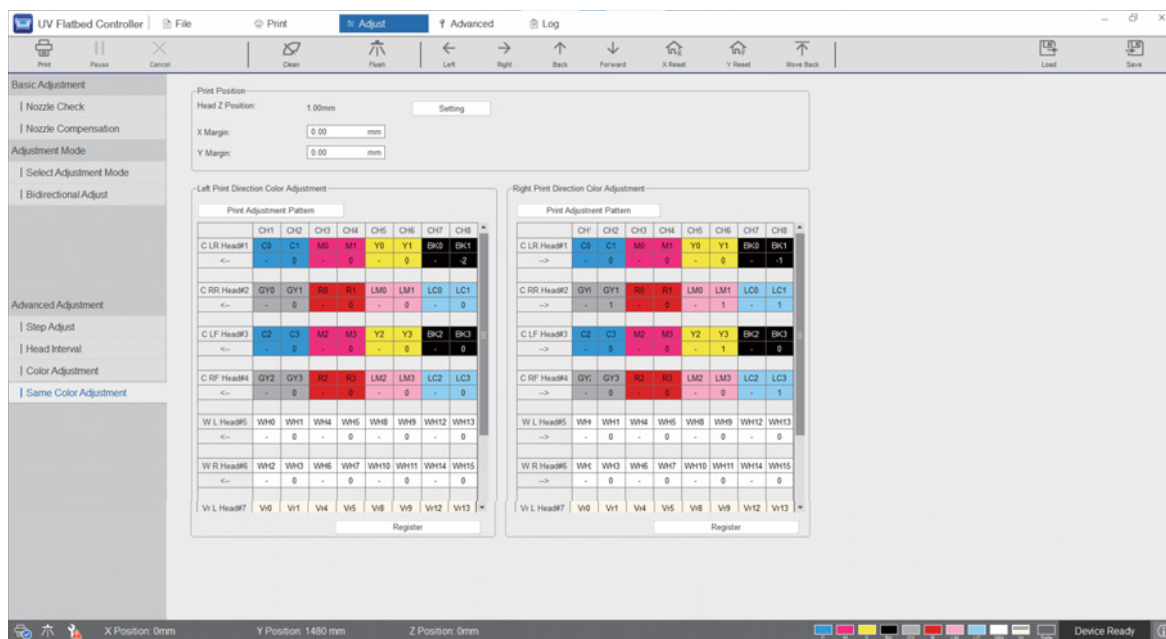 UV Flatbed Controller File Print Adjust Advanced Log
Print Pause Cancel Clean Flush Left Right Back Forward X Reset Y Reset Move Back Load Save
Basic Adjustment
Nozzle Check
Nozzle Compensation
Adjustment Mode
Select Adjustment Mode
Bidirectional Adjust
Advanced Adjustment
Step Adjust
Head Interval
Color Adjustment
Same Color Adjustment
Print Position
Head Z Position: 1.00mm Setting
X Margin: 0.00 mm
Y Margin: 0.00 mm
Left Print Direction Color Adjustment
Print Adjustment Pattern
CH1 CH2 CH3 CH4 CH5 CH6 CH7 CH8
C LR Head#1 C0 C1 M0 M1 Y0 Y1 BK0 BK1
<-- - 0 - 0 - 0 - -2
C RR Head#2 GY0 GY1 R0 R1 LM0 LM1 LC0 LC1
<-- - 0 - 0 - 0 - 0
C LF Head#3 C2 C3 M2 M3 Y2 Y3 BK2 BK3
<-- - 0 - 0 - 0 - 0
C RF Head#4 GY2 GY3 R2 R3 LM2 LM3 LC2 LC3
<-- - 0 - 0 - 0 - 0
W L Head#5 WH0 WH1 WH4 WH5 WH8 WH9 WH12 WH13
<-- - 0 - 0 - 0 - 0
W R Head#6 WH2 WH3 WH6 WH7 WH10 WH11 WH14 WH15
<-- - 0 - 0 - 0 - 0
Vr L Head#7 Vr0 Vr1 Vr4 Vr5 Vr8 Vr9 Vr12 Vr13
Register
Right Print Direction Color Adjustment
Print Adjustment Pattern
CH CH2 CH3 CH4 CH5 CH6 CH7 CH8
C LR Head#1 C0 C1 M0 M1 Y0 Y1 BK0 BK1
--> - 0 - 0 - 0 - -1
C RR Head#2 GY GY1 R0 R1 LM0 LM1 LC0 LC1
--> - 1 - 0 - 1 - 1
C LF Head#3 C2 C3 M2 M3 Y2 Y3 BK2 BK3
--> - 0 - 0 - 1 - 0
C RF Head#4 GY GY3 R2 R3 LM2 LM3 LC2 LC3
--> - 0 - 0 - 0 - 1
W L Head#5 WH WH1 WH4 WH5 WH8 WH9 WH12 WH13
--> - 0 - 0 - 0 - 0
W R Head#6 WH WH3 WH6 WH7 WH10 WH11 WH14 WH15
--> - 0 - 0 - 0 - 0
Vr L Head#7 Vr0 Vr1 Vr4 Vr5 Vr8 Vr9 Vr12 Vr13
Register
X Position: 0mm Y Position: 1480 mm Z Position: 0mm Device Ready